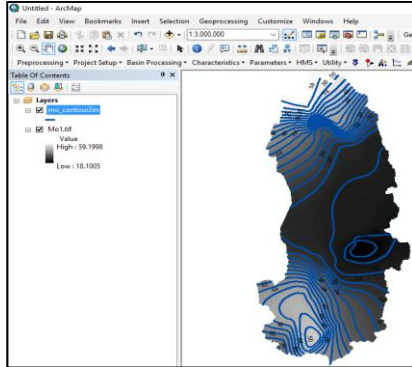 Untitled - ArcMap
File Edit View Bookmarks Insert Selection Geoprocessing Customize Windows Help
1:3.000.000
Preprocessing Project Setup Basin Processing Characteristics Parameters HMS Utility
Table Of Contents
Layers
mo_contour2m
Mo1.tif
Value
High : 59.1998
Low : 18.1005